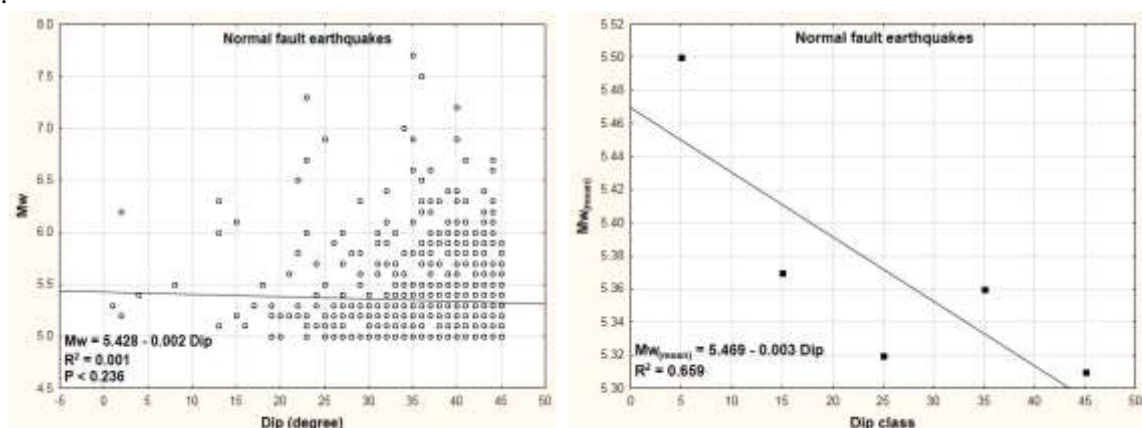 Normal fault earthquakes
8.0
7.5
7.0
6.5
6.0
5.5
5.0
4.5
Mw
Mw = 5.428 - 0.002 Dip
R² = 0.001
P < 0.236
-5 0 5 10 15 20 25 30 35 40 45 50
Dip (degree)
Normal fault earthquakes
5.52
5.50
5.48
5.46
5.44
5.42
5.40
5.38
5.36
5.34
5.32
5.30
Mw(mean)
Mw(mean) = 5.469 - 0.003 Dip
R² = 0.659
0 5 10 15 20 25 30 35 40 45 50
Dip class